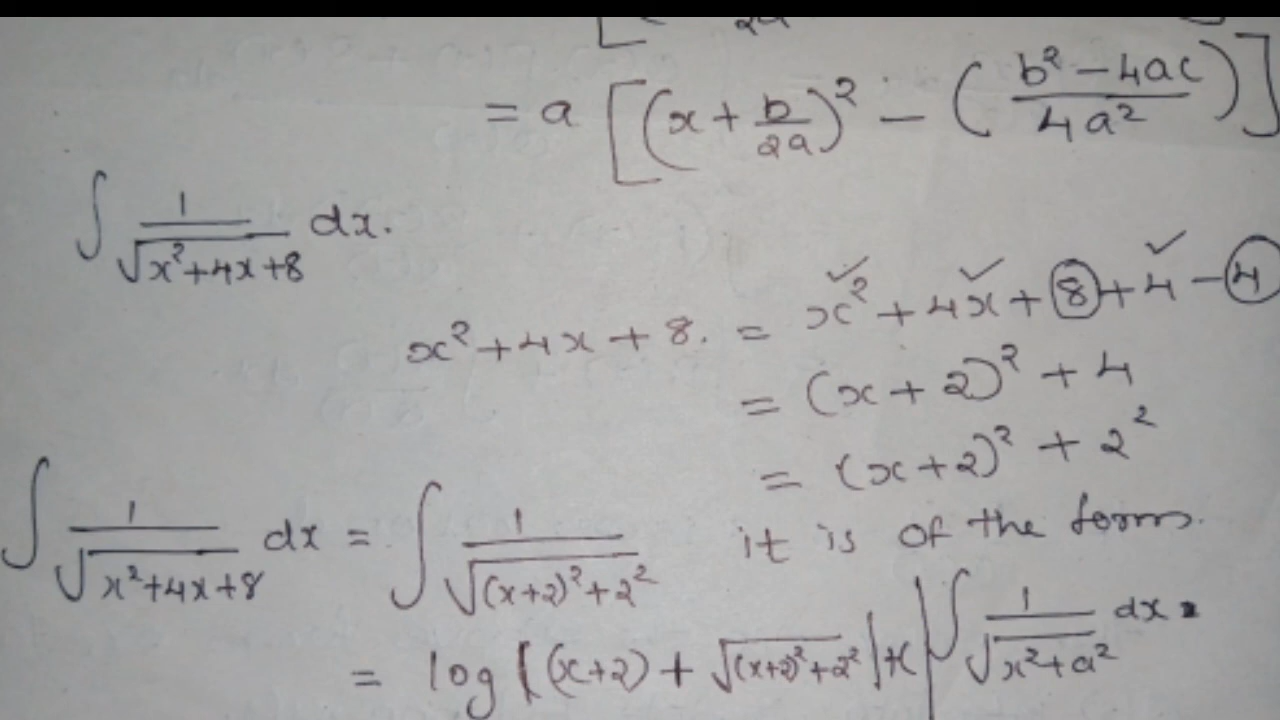 = a [(x + b/2a)² − (b² − 4ac / 4a²)]
∫ 1/√x²+4x+8 dx.
x² + 4x + 8. = x² + 4x + 8 + 4 − 4
= (x + 2)² + 4
= (x+2)² + 2²
∫ 1/√x²+4x+8 dx = ∫ 1/√(x+2)²+2² it is of the form.
∫ 1/√x²+a² dx
= log |(x+2) + √(x+2)²+2²| + c